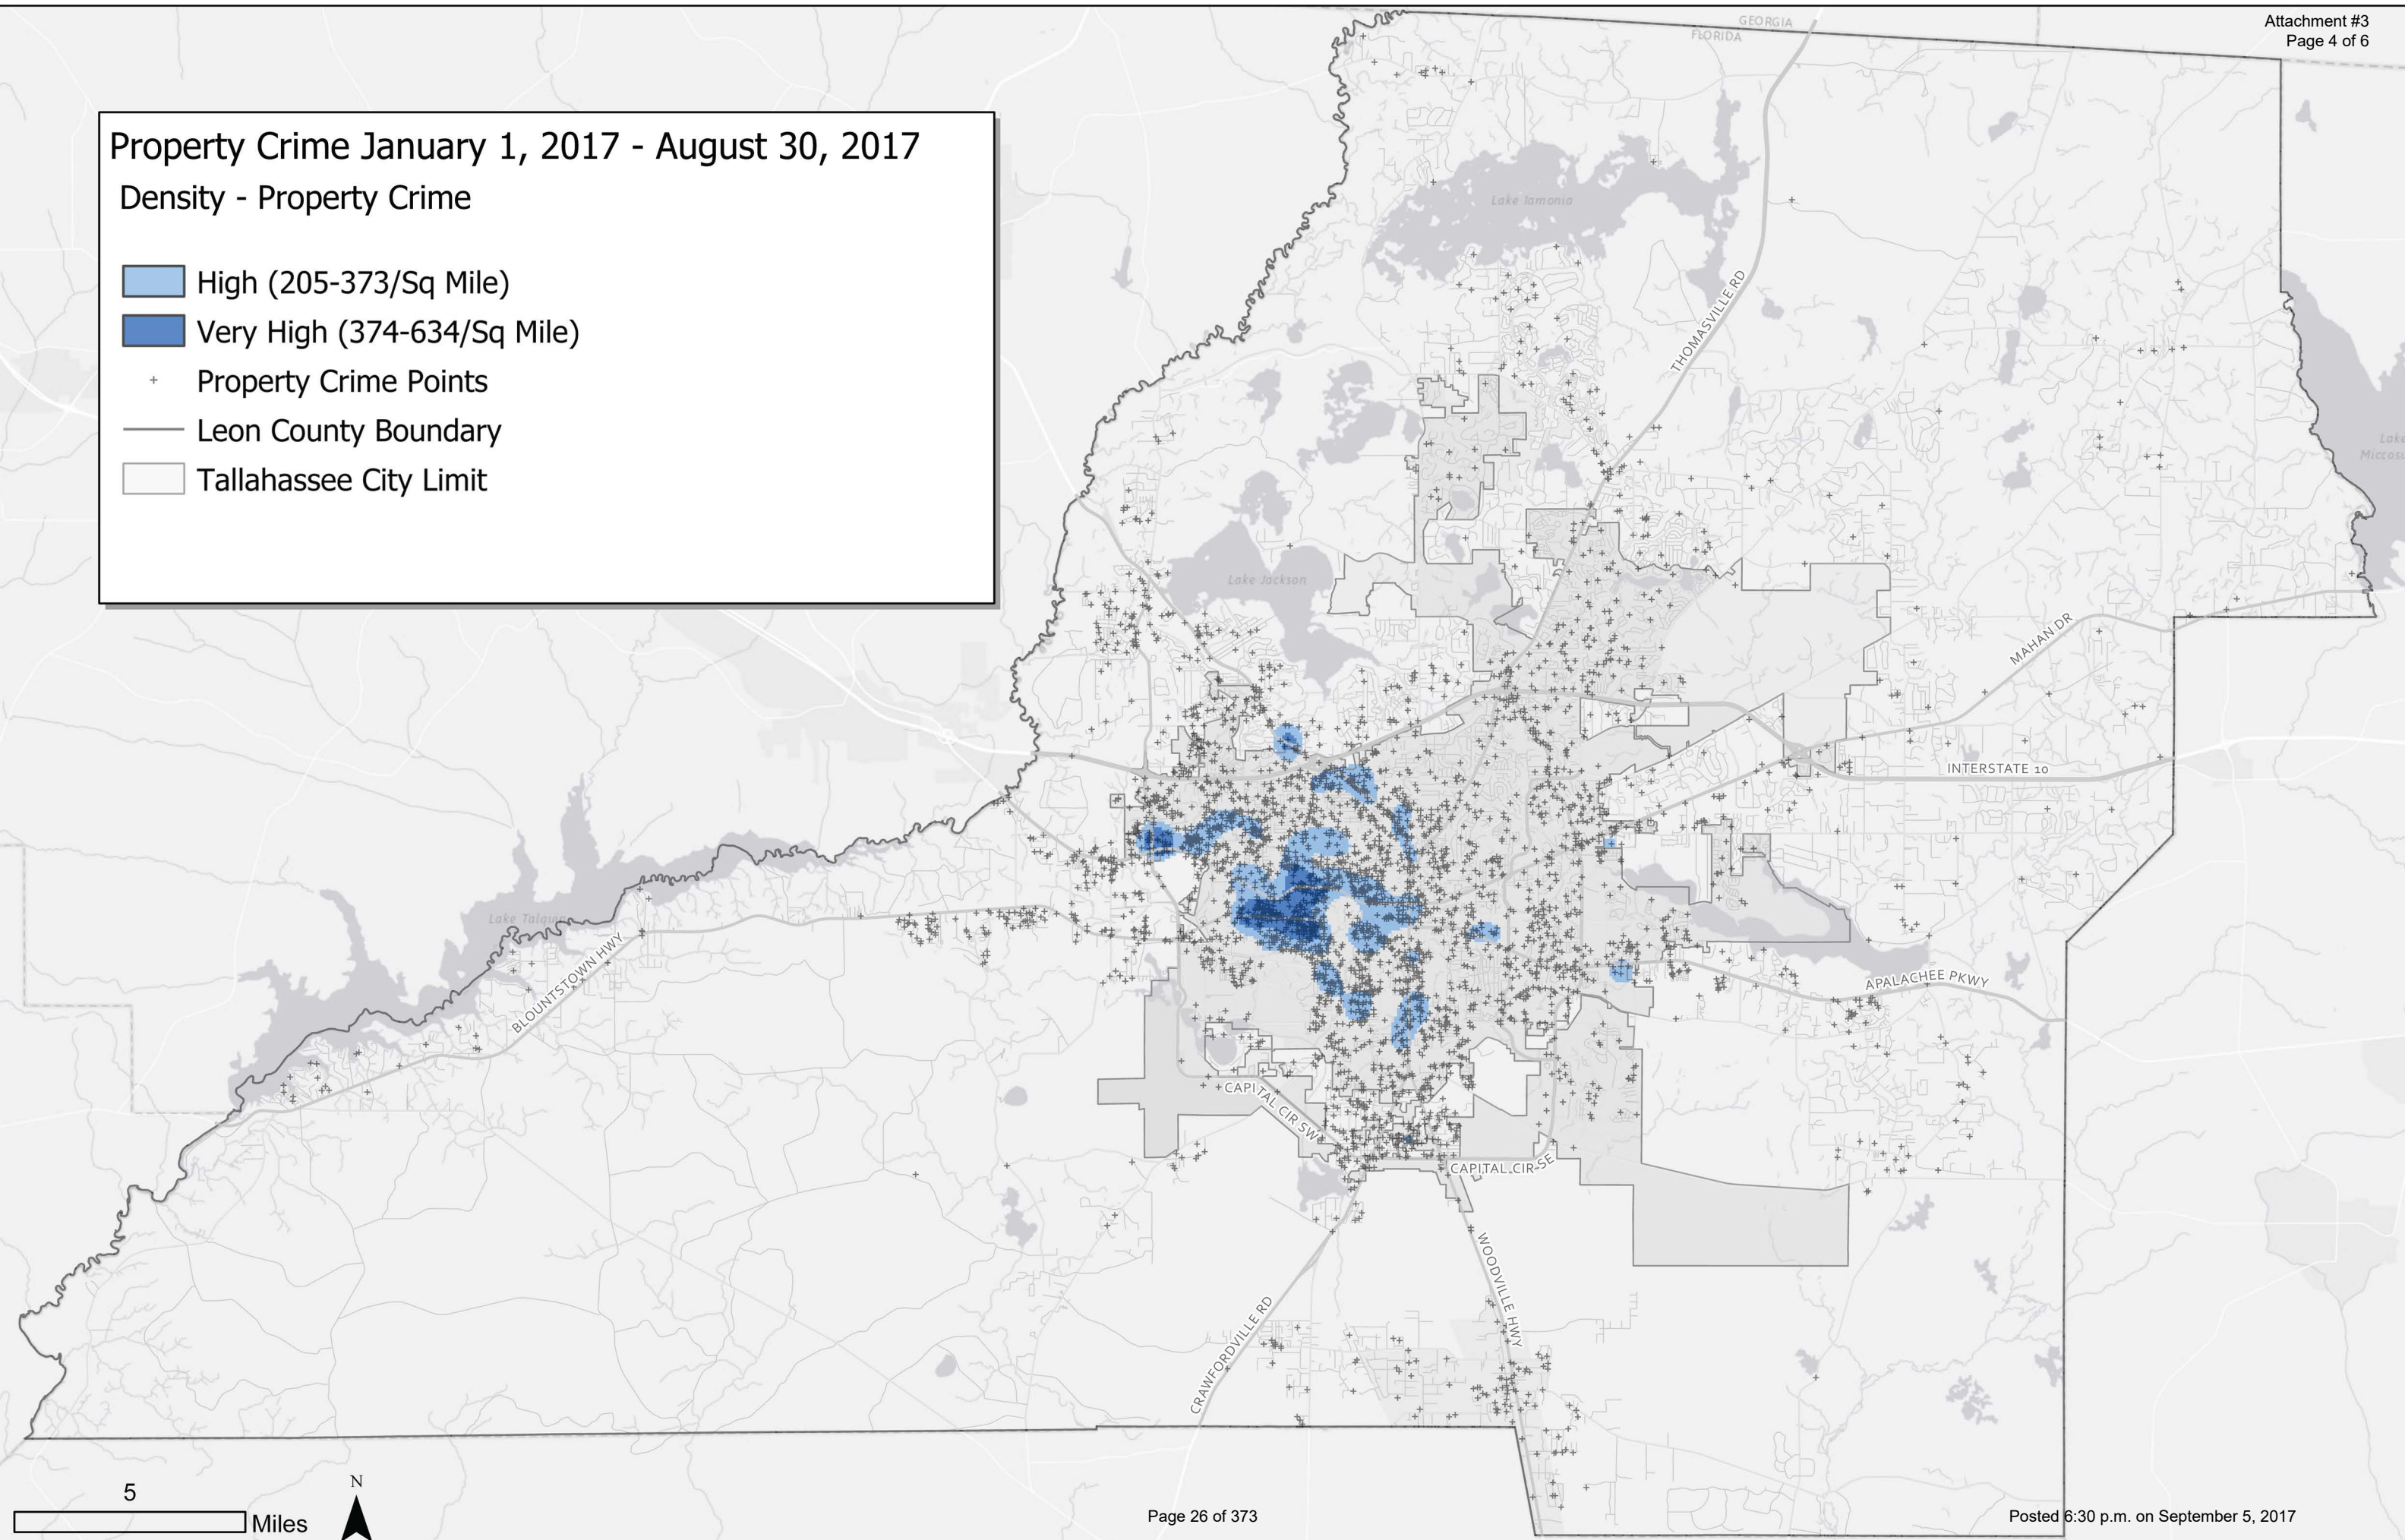 Attachment #3
Page 4 of 6
GEORGIA
FLORIDA
Property Crime January 1, 2017 - August 30, 2017
Density - Property Crime
High (205-373/Sq Mile)
Very High (374-634/Sq Mile)
Property Crime Points
Leon County Boundary
Tallahassee City Limit
Lake Iamonia
THOMASVILLE RD
Lake
Lake Jackson
MAHAN DR
INTERSTATE 10
Lake Talquin
BLOUNTSTOWN HWY
APALACHEE PKWY
CAPITAL CIR SW
CAPITAL CIR SE
WOODVILLE HWY
CRAWFORDVILLE RD
5
Miles
N
Page 26 of 373
Posted 6:30 p.m. on September 5, 2017